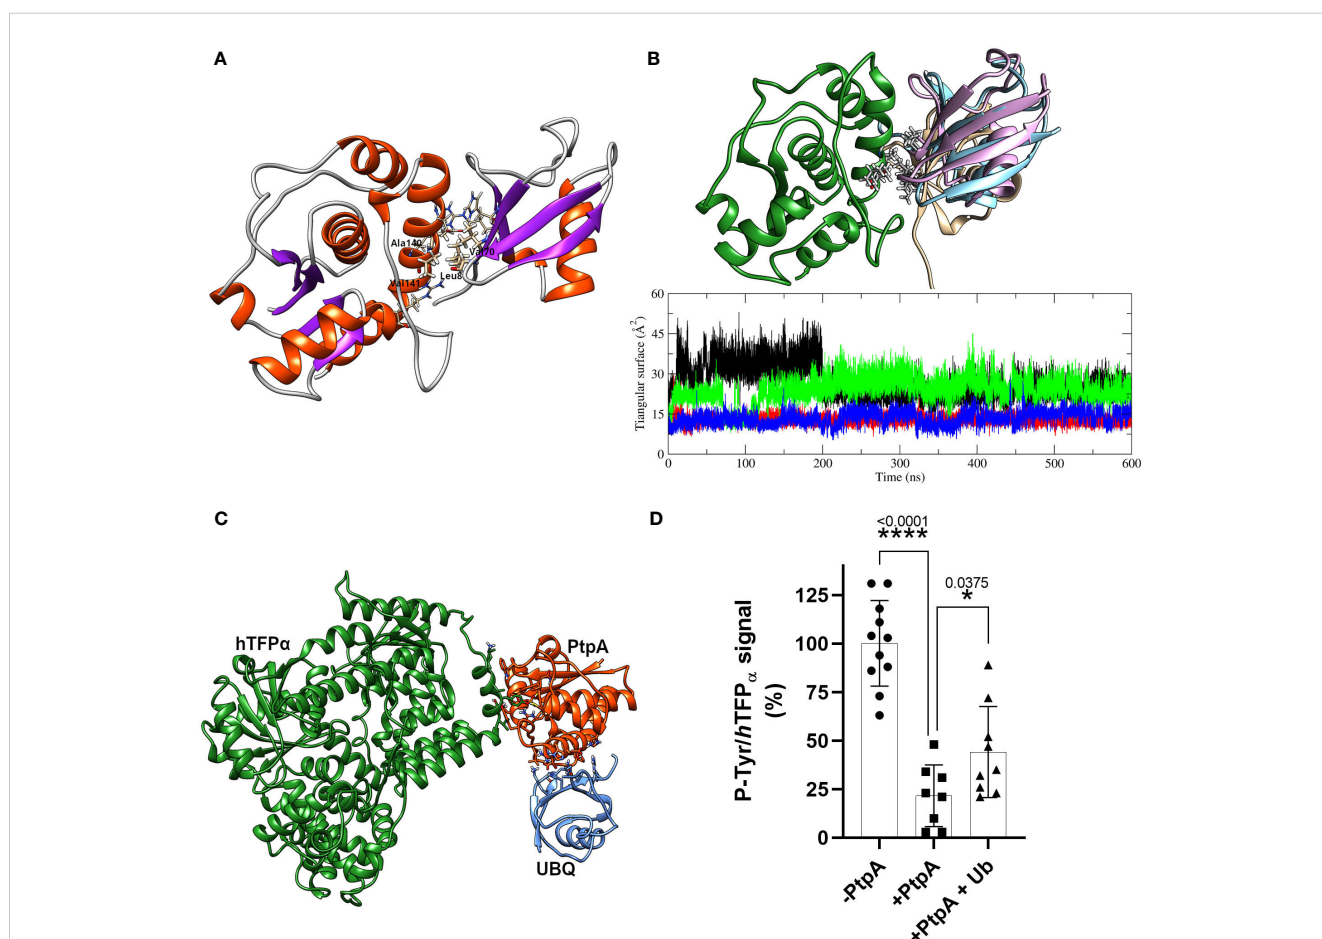 A
B
Ala140
Val70
Val141
Leu8
60
45
30
15
0
Tiangular surface (Å²)
0
100
200
300
400
500
600
Time (ns)
C
hTFPα
PtpA
UBQ
D
<0.0001
****
0.0375
*
125
100
75
50
25
0
P-Tyr/hTFPα signal
(%)
-PtpA
+PtpA
+PtpA + Ub